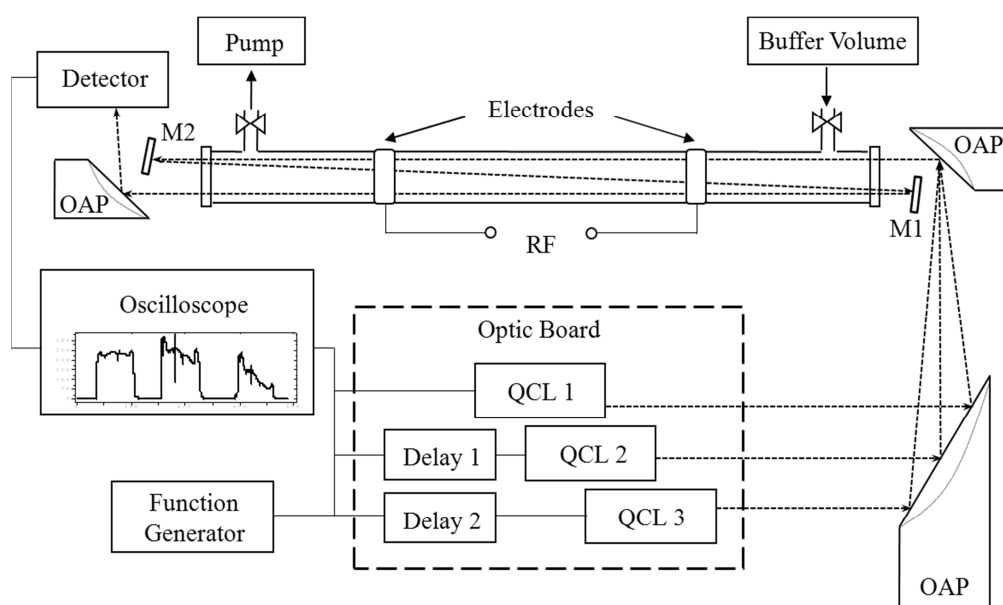 Pump
Buffer Volume
Detector
Electrodes
M2
OAP
OAP
M1
RF
Oscilloscope
Optic Board
QCL 1
Delay 1
QCL 2
Function
Generator
Delay 2
QCL 3
OAP